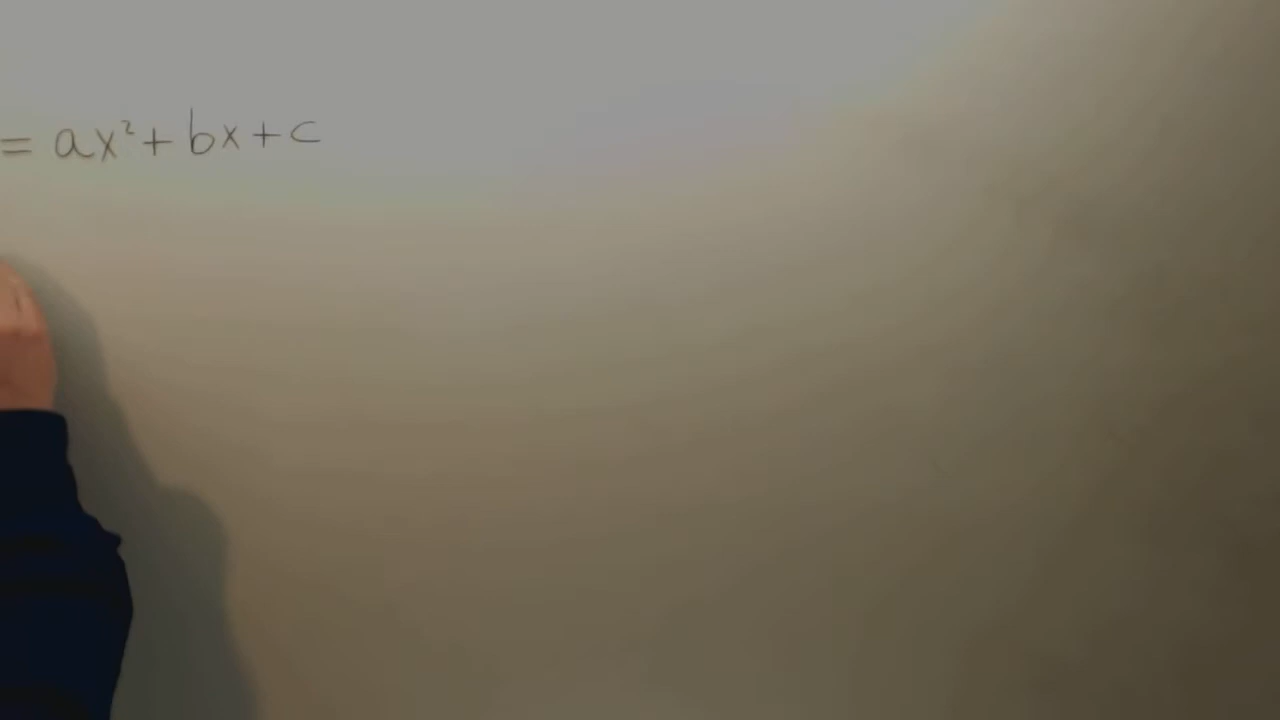 = ax² + bx + c